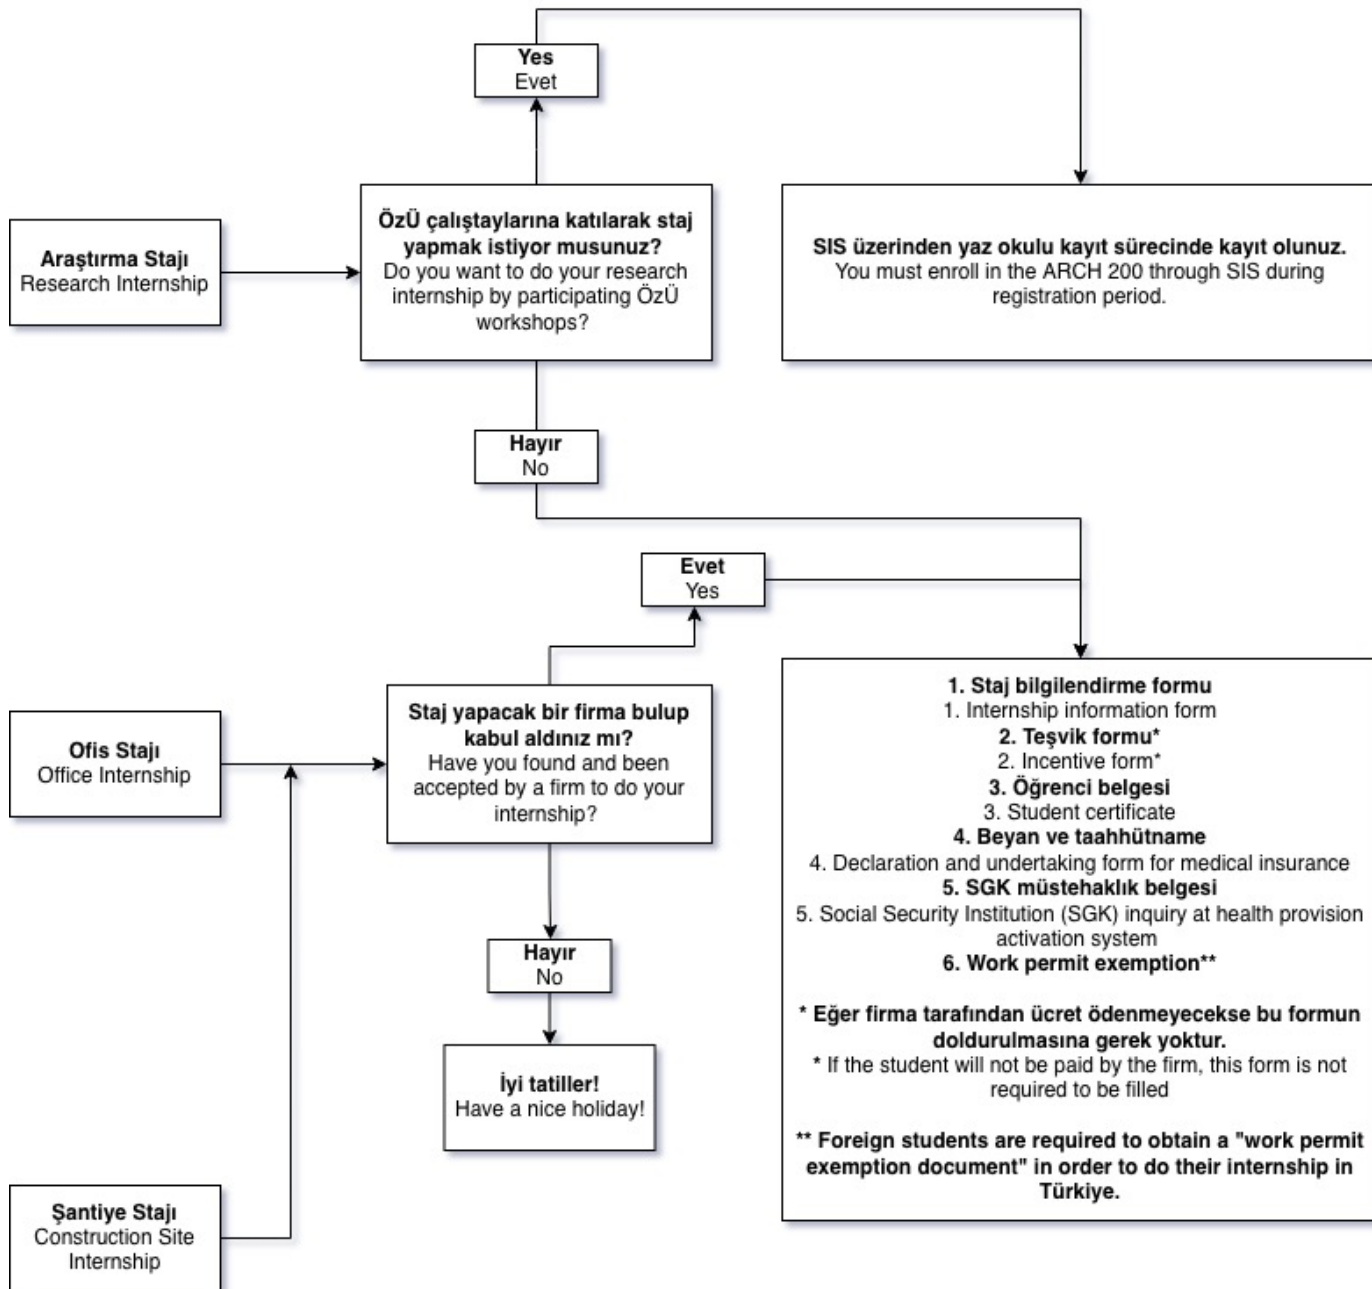 Yes
Evet
Araştırma Stajı
Research Internship
ÖzÜ çalıştaylarına katılarak staj
yapmak istiyor musunuz?
Do you want to do your research
internship by participating ÖzÜ
workshops?
SIS üzerinden yaz okulu kayıt sürecinde kayıt olunuz.
You must enroll in the ARCH 200 through SIS during
registration period.
Hayır
No
Evet
Yes
Ofis Stajı
Office Internship
Staj yapacak bir firma bulup
kabul aldınız mı?
Have you found and been
accepted by a firm to do your
internship?
Hayır
No
İyi tatiller!
Have a nice holiday!
Şantiye Stajı
Construction Site
Internship
1. Staj bilgilendirme formu
1. Internship information form
2. Teşvik formu*
2. Incentive form*
3. Öğrenci belgesi
3. Student certificate
4. Beyan ve taahhütname
4. Declaration and undertaking form for medical insurance
5. SGK müstehaklık belgesi
5. Social Security Institution (SGK) inquiry at health provision
activation system
6. Work permit exemption**
* Eğer firma tarafından ücret ödenmeyecekse bu formun
doldurulmasına gerek yoktur.
* If the student will not be paid by the firm, this form is not
required to be filled
** Foreign students are required to obtain a "work permit
exemption document" in order to do their internship in
Türkiye.